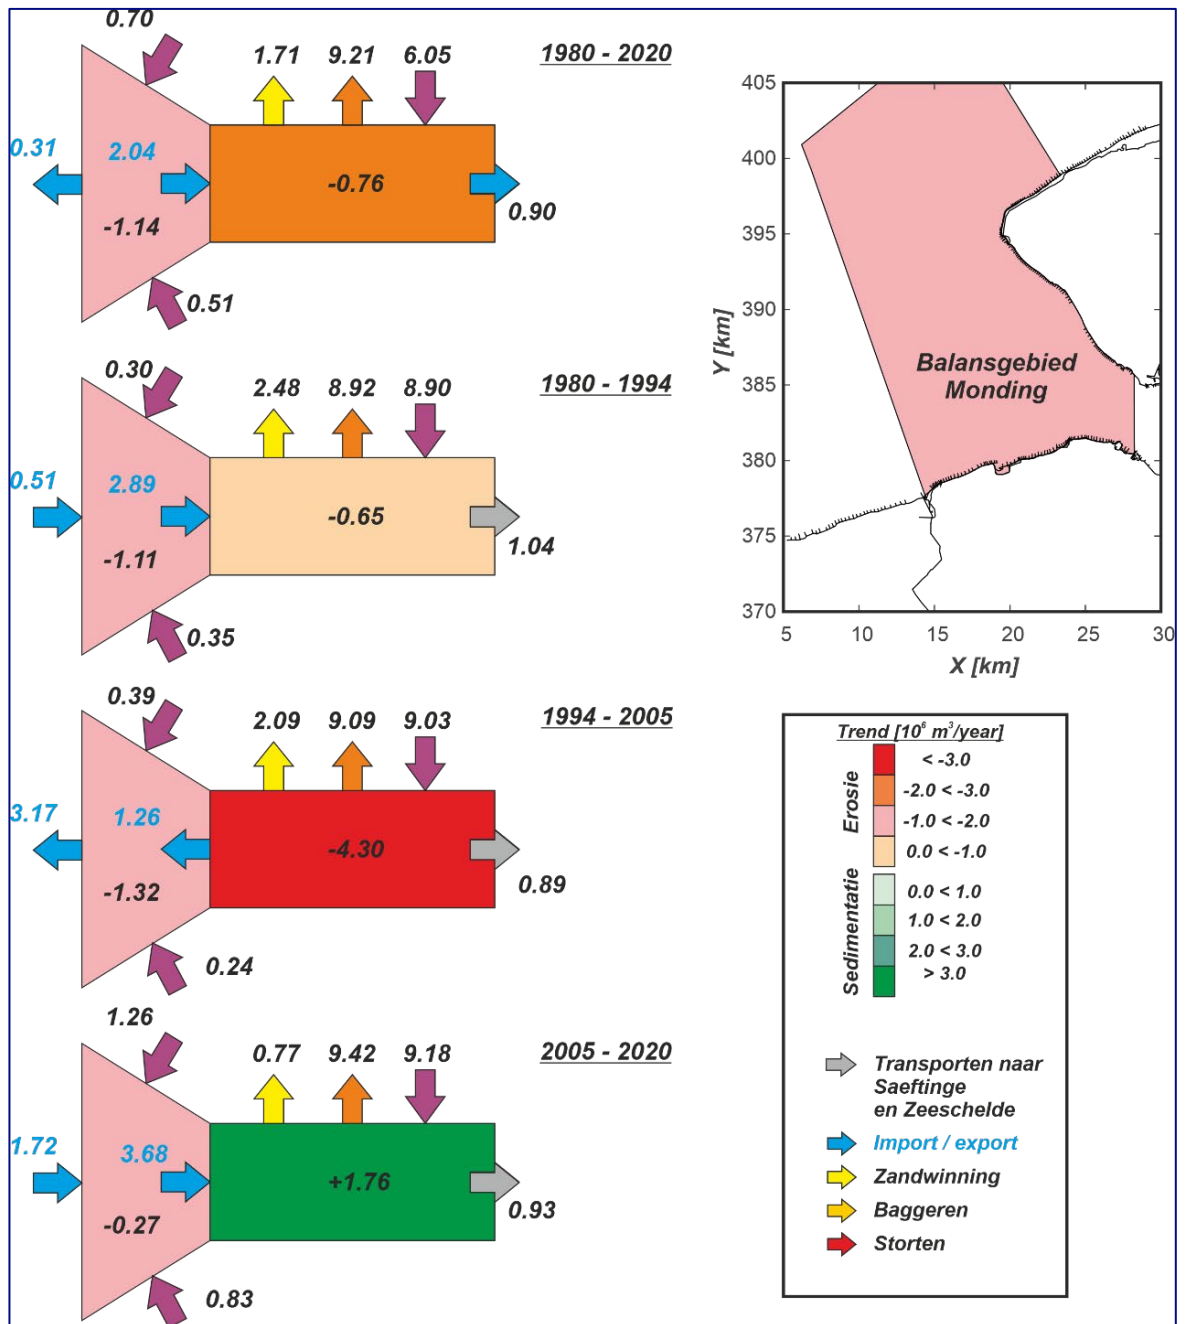 0.70
1.71 9.21 6.05 1980 - 2020
0.31 2.04
-0.76
-1.14 0.90
0.51
0.30
2.48 8.92 8.90 1980 - 1994
0.51 2.89
-0.65
-1.11 1.04
0.35
0.39
2.09 9.09 9.03 1994 - 2005
3.17 1.26
-4.30
-1.32 0.89
0.24
1.26
0.77 9.42 9.18 2005 - 2020
1.72 3.68
+1.76
-0.27 0.93
0.83
405
400
395
390
385
380
375
370
Y [km]
Balansgebied
Monding
5 10 15 20 25 30
X [km]
Trend [10⁶ m³/year]
Erosie
< -3.0
-2.0 < -3.0
-1.0 < -2.0
0.0 < -1.0
Sedimentatie
0.0 < 1.0
1.0 < 2.0
2.0 < 3.0
> 3.0
Transporten naar
Saeftinge
en Zeeschelde
Import / export
Zandwinning
Baggeren
Storten